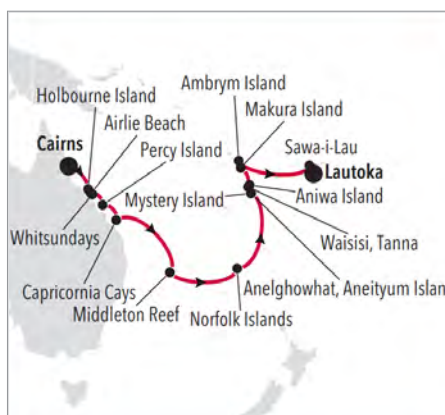 Ambrym Island
Holbourne Island
Makura Island
Airlie Beach
Cairns
Percy Island
Sawa-i-Lau
Lautoka
Mystery Island
Aniwa Island
Whitsundays
Waisisi, Tanna
Capricornia Cays
Anelghowhat, Aneityum Islan
Middleton Reef
Norfolk Islands